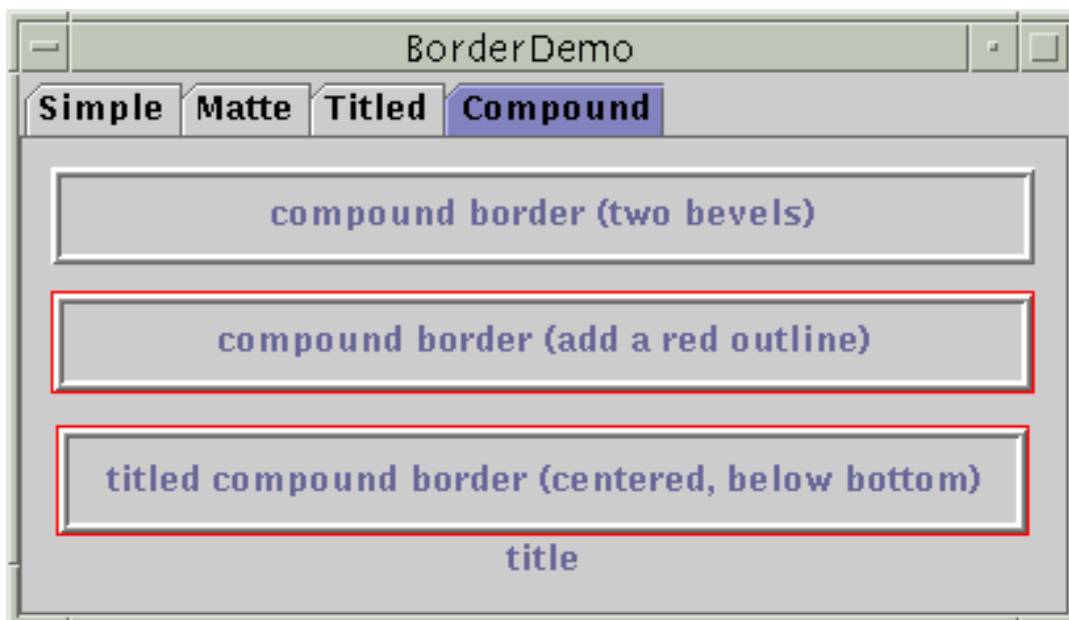 BorderDemo
Simple Matte Titled Compound
compound border (two bevels)
compound border (add a red outline)
titled compound border (centered, below bottom)
title